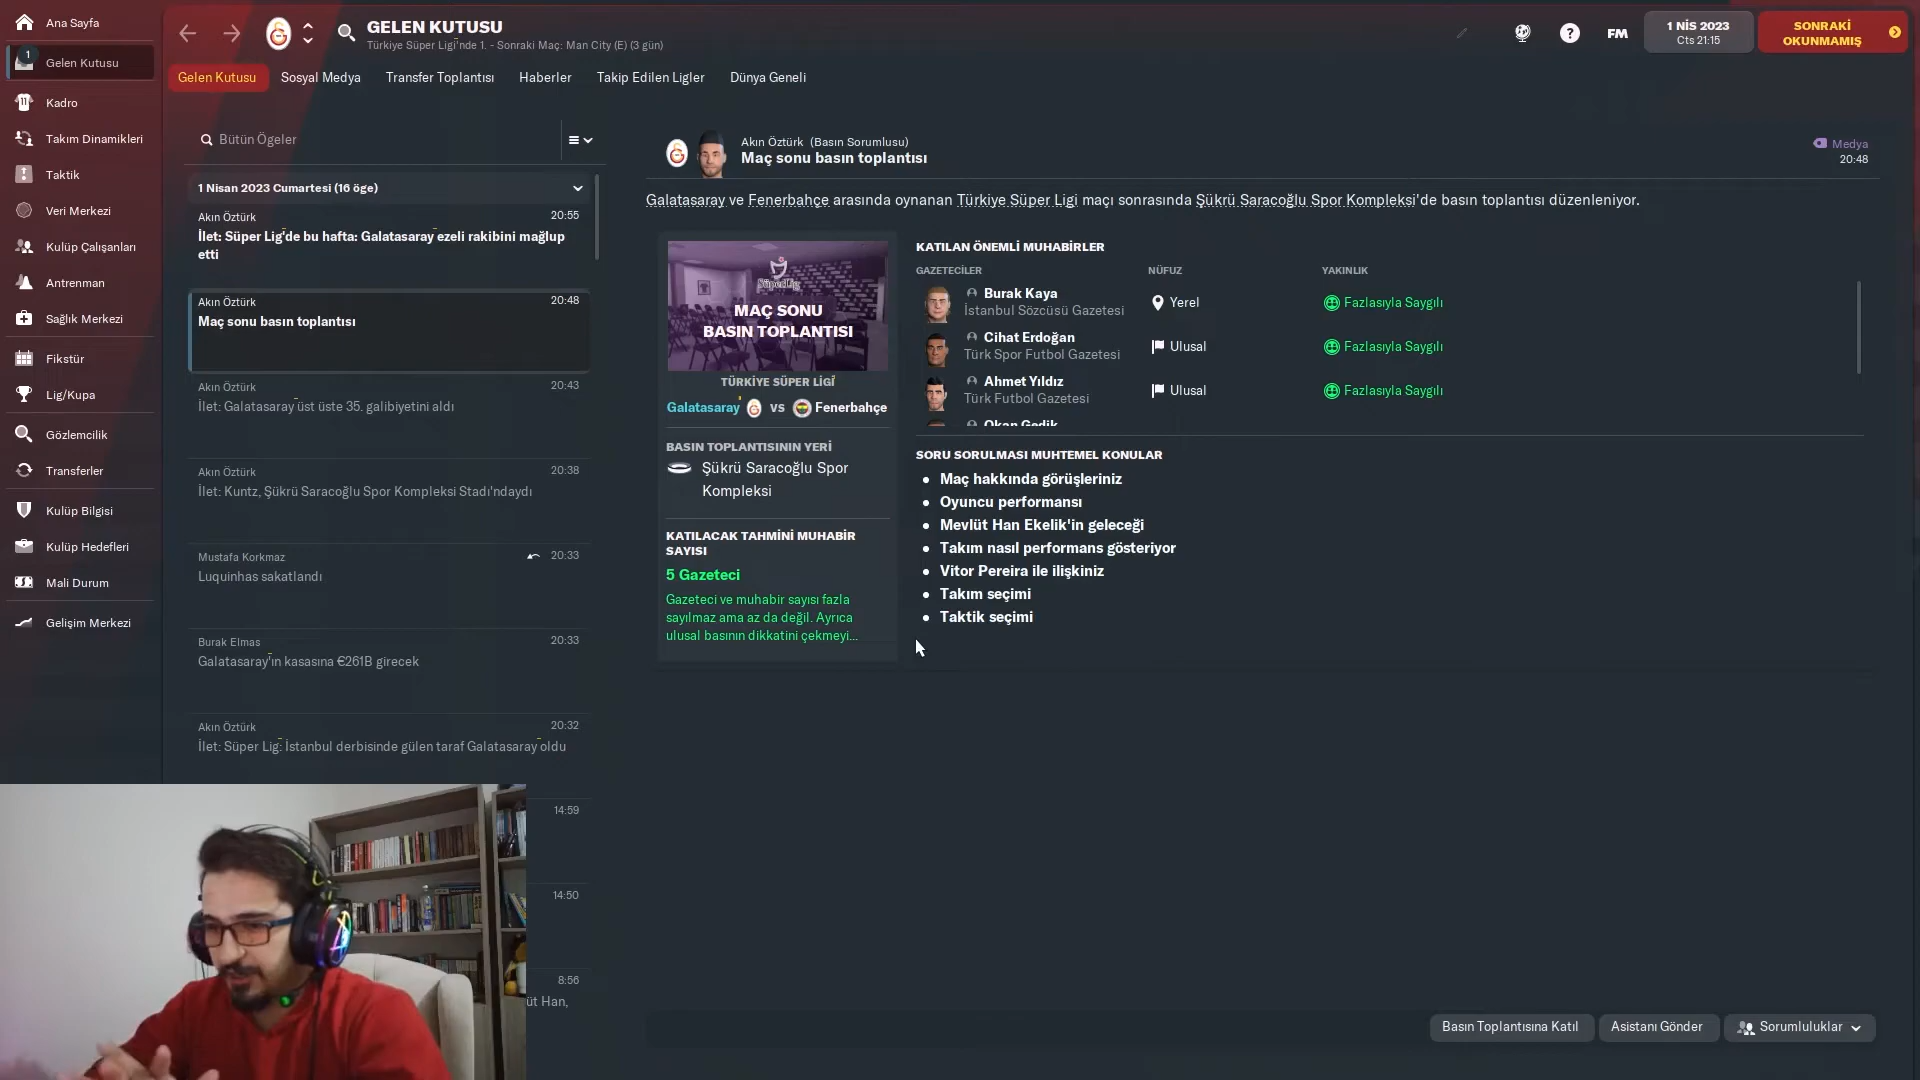 Ana Sayfa
1
Gelen Kutusu
Kadro
Takım Dinamikleri
Taktik
Veri Merkezi
Kulüp Çalışanları
Antrenman
Sağlık Merkezi
Fikstür
Lig/Kupa
Gözlemcilik
Transferler
Kulüp Bilgisi
Kulüp Hedefleri
Mali Durum
Gelişim Merkezi
GELEN KUTUSU
Türkiye Süper Ligi'nde 1. - Sonraki Maç: Man City (E) (3 gün)
FM
1 NİS 2023
Cts 21:15
SONRAKİ
OKUNMAMIŞ
Gelen Kutusu
Sosyal Medya
Transfer Toplantısı
Haberler
Takip Edilen Ligler
Dünya Geneli
Bütün Ögeler
1 Nisan 2023 Cumartesi (16 öge)
Akın Öztürk 20:55
İlet: Süper Lig'de bu hafta: Galatasaray ezeli rakibini mağlup
etti
Akın Öztürk 20:48
Maç sonu basın toplantısı
Akın Öztürk 20:43
İlet: Galatasaray üst üste 35. galibiyetini aldı
Akın Öztürk 20:38
İlet: Kuntz, Şükrü Saracoğlu Spor Kompleksi Stadı'ndaydı
Mustafa Korkmaz 20:33
Luquinhas sakatlandı
Burak Elmas 20:33
Galatasaray'ın kasasına €261B girecek
Akın Öztürk 20:32
İlet: Süper Lig: İstanbul derbisinde gülen taraf Galatasaray oldu
14:59
14:50
8:56
üt Han,
Akın Öztürk (Basın Sorumlusu)
Maç sonu basın toplantısı
Medya
20:48
Galatasaray ve Fenerbahçe arasında oynanan Türkiye Süper Ligi maçı sonrasında Şükrü Saracoğlu Spor Kompleksi'de basın toplantısı düzenleniyor.
SüperLig
MAÇ SONU
BASIN TOPLANTISI
TÜRKİYE SÜPER LİGİ
Galatasaray VS Fenerbahçe
BASIN TOPLANTISININ YERİ
Şükrü Saracoğlu Spor
Kompleksi
KATILACAK TAHMİNİ MUHABİR
SAYISI
5 Gazeteci
Gazeteci ve muhabir sayısı fazla
sayılmaz ama az da değil. Ayrıca
ulusal basının dikkatini çekmeyi...
KATILAN ÖNEMLİ MUHABİRLER
GAZETECİLER NÜFUZ YAKINLIK
Burak Kaya
İstanbul Sözcüsü Gazetesi
Yerel
Fazlasıyla Saygılı
Cihat Erdoğan
Türk Spor Futbol Gazetesi
Ulusal
Fazlasıyla Saygılı
Ahmet Yıldız
Türk Futbol Gazetesi
Ulusal
Fazlasıyla Saygılı
Okan Gedik
SORU SORULMASI MUHTEMEL KONULAR
• Maç hakkında görüşleriniz
• Oyuncu performansı
• Mevlüt Han Ekelik'in geleceği
• Takım nasıl performans gösteriyor
• Vitor Pereira ile ilişkiniz
• Takım seçimi
• Taktik seçimi
Basın Toplantısına Katıl
Asistanı Gönder
Sorumluluklar